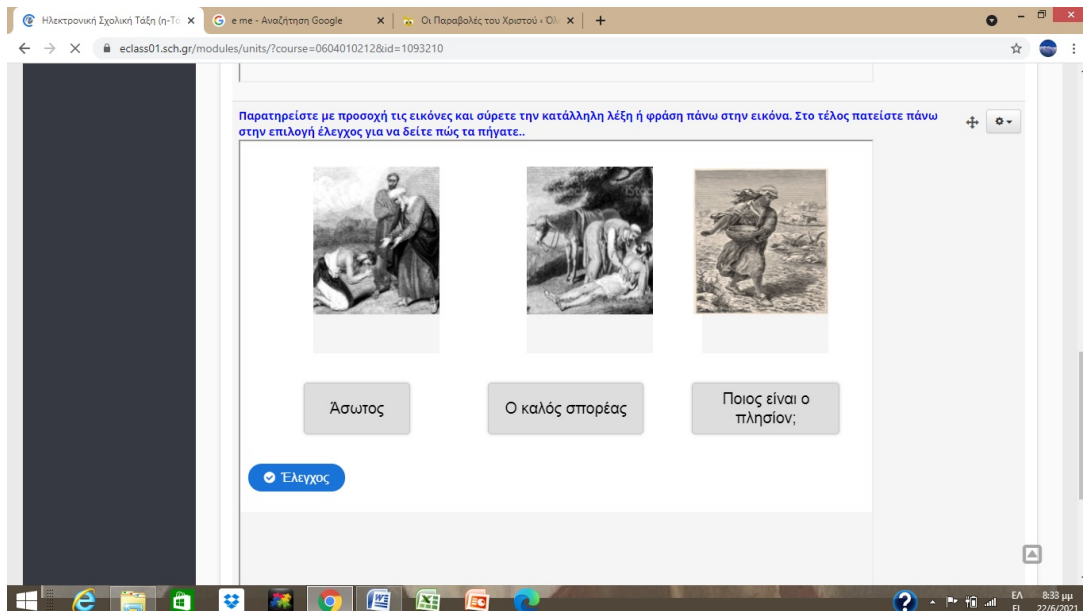 Ηλεκτρονική Σχολική Τάξη (η-Τά
e me - Αναζήτηση Google
Οι Παραβολές του Χριστού « Όλ
eclass01.sch.gr/modules/units/?course=0604010212&id=1093210
Παρατηρείστε με προσοχή τις εικόνες και σύρετε την κατάλληλη λέξη ή φράση πάνω στην εικόνα. Στο τέλος πατείστε πάνω
στην επιλογή έλεγχος για να δείτε πώς τα πήγατε..
Άσωτος
Ο καλός σπορέας
Ποιος είναι ο
πλησίον;
Έλεγχος
ΕΛ
8:33 μμ
EL
22/6/2021